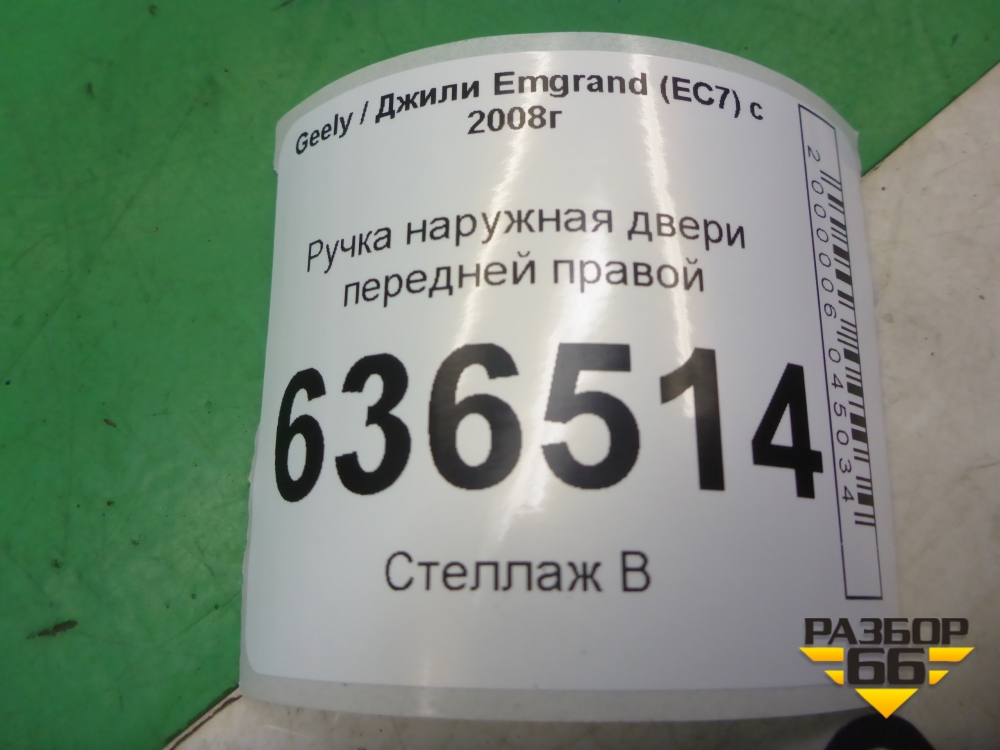 Geely / Джили Emgrand (EC7) с
2008г
Ручка наружная двери
передней правой
636514
Стеллаж В
2000006045034
РАЗБОР
66